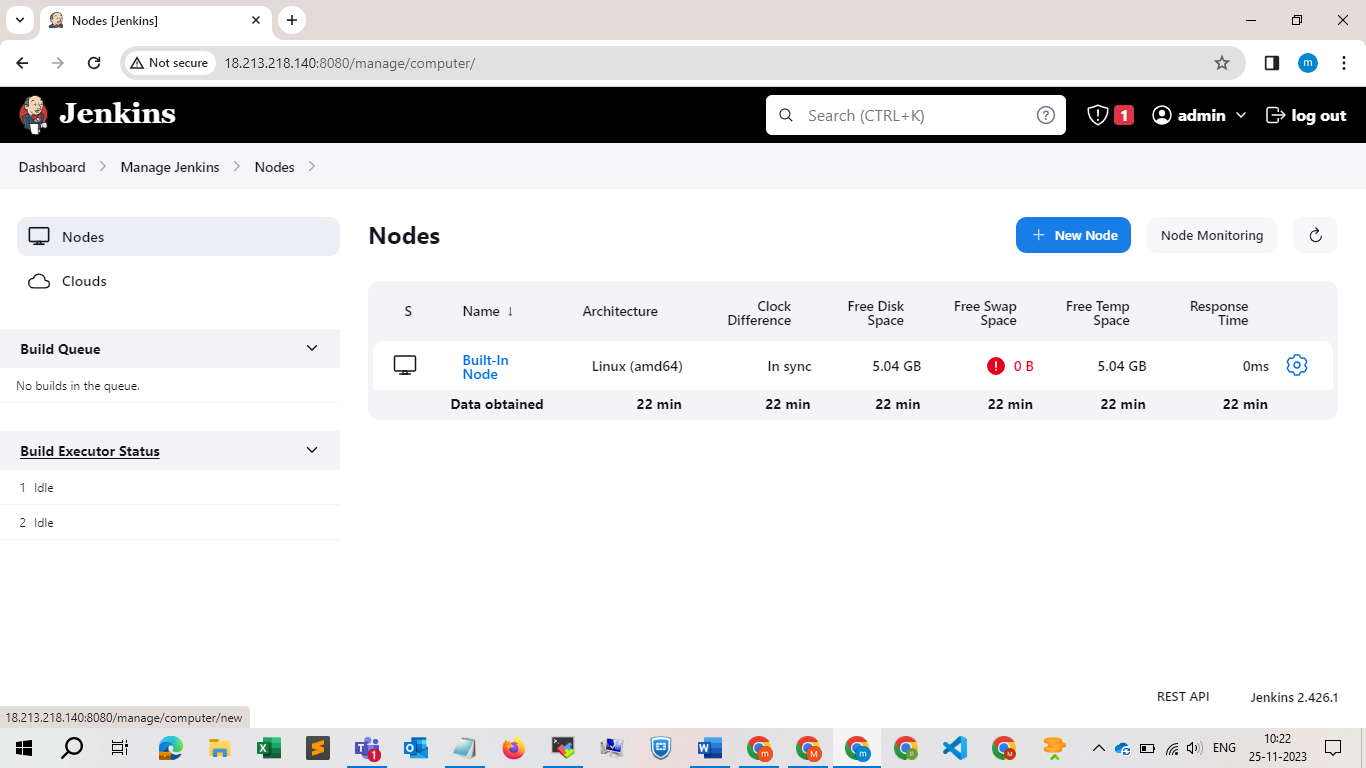 Nodes [Jenkins]
Not secure
18.213.218.140:8080/manage/computer/
m
Jenkins
Search (CTRL+K)
?
1
admin
log out
Dashboard
Manage Jenkins
Nodes
Nodes
Clouds
Build Queue
No builds in the queue.
Build Executor Status
1 Idle
2 Idle
Nodes
+ New Node
Node Monitoring
S
Name ↓
Architecture
Clock
Difference
Free Disk
Space
Free Swap
Space
Free Temp
Space
Response
Time
Built-In
Node
Linux (amd64)
In sync
5.04 GB
0 B
5.04 GB
0ms
Data obtained
22 min
22 min
22 min
22 min
22 min
22 min
REST API
Jenkins 2.426.1
18.213.218.140:8080/manage/computer/new
ENG
10:22
25-11-2023